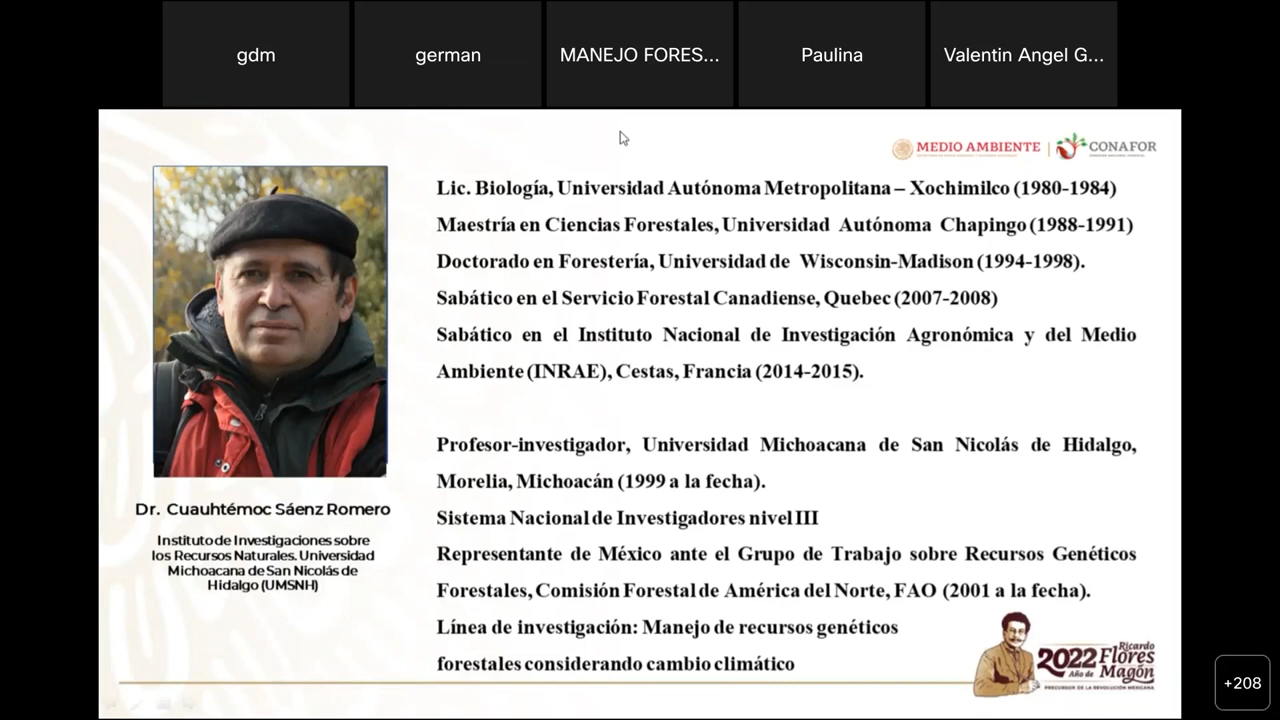 gdm
german
MANEJO FORES...
Paulina
Valentin Angel G...
MEDIO AMBIENTE
CONAFOR
Lic. Biología, Universidad Autónoma Metropolitana – Xochimilco (1980-1984)
Maestría en Ciencias Forestales, Universidad Autónoma Chapingo (1988-1991)
Doctorado en Forestería, Universidad de Wisconsin-Madison (1994-1998).
Sabático en el Servicio Forestal Canadiense, Quebec (2007-2008)
Sabático en el Instituto Nacional de Investigación Agronómica y del Medio
Ambiente (INRAE), Cestas, Francia (2014-2015).
Profesor-investigador, Universidad Michoacana de San Nicolás de Hidalgo,
Morelia, Michoacán (1999 a la fecha).
Sistema Nacional de Investigadores nivel III
Representante de México ante el Grupo de Trabajo sobre Recursos Genéticos
Forestales, Comisión Forestal de América del Norte, FAO (2001 a la fecha).
Línea de investigación: Manejo de recursos genéticos
forestales considerando cambio climático
Dr. Cuauhtémoc Sáenz Romero
Instituto de Investigaciones sobre
los Recursos Naturales. Universidad
Michoacana de San Nicolás de
Hidalgo (UMSNH)
2022 Ricardo
Año de Flores
Magón
PRECURSOR DE LA REVOLUCIÓN MEXICANA
+208